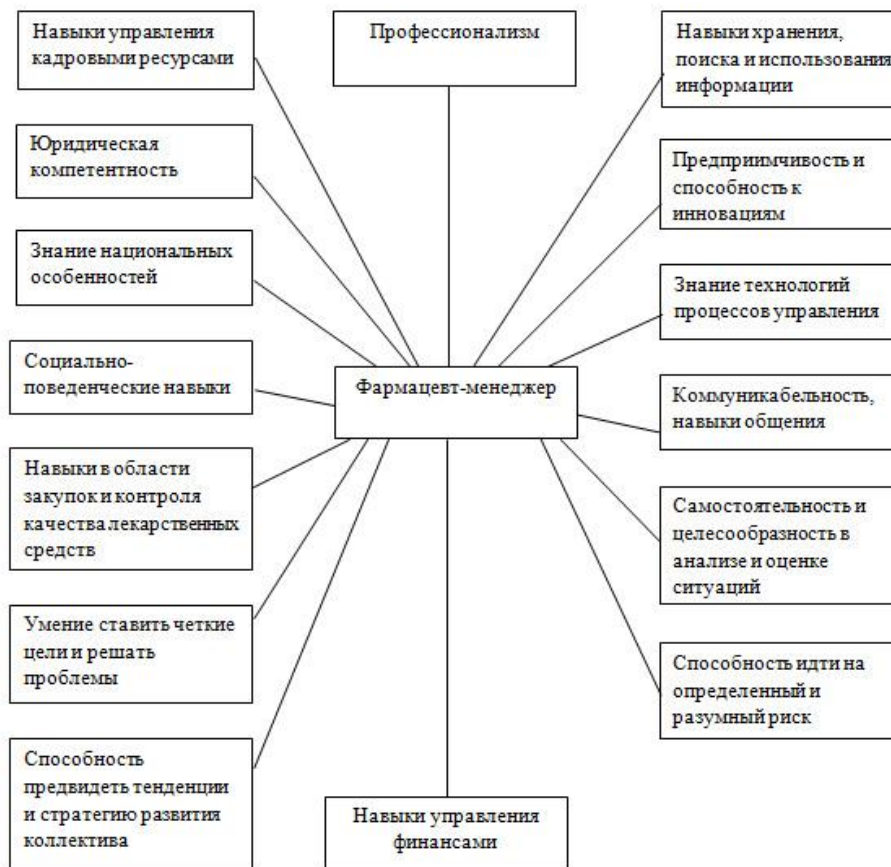 Навыки управления
кадровыми ресурсами
Профессионализм
Навыки хранения,
поиска и использования
информации
Юридическая
компетентность
Предприимчивость и
способность к
инновациям
Знание национальных
особенностей
Знание технологий
процессов управления
Социально-
поведенческие навыки
Фармацевт-менеджер
Коммуникабельность,
навыки общения
Навыки в области
закупок и контроля
качества лекарственных
средств
Самостоятельность и
целесообразность в
анализе и оценке
ситуаций
Умение ставить четкие
цели и решать
проблемы
Способность идти на
определенный и
разумный риск
Способность
предвидеть тенденции
и стратегию развития
коллектива
Навыки управления
финансами